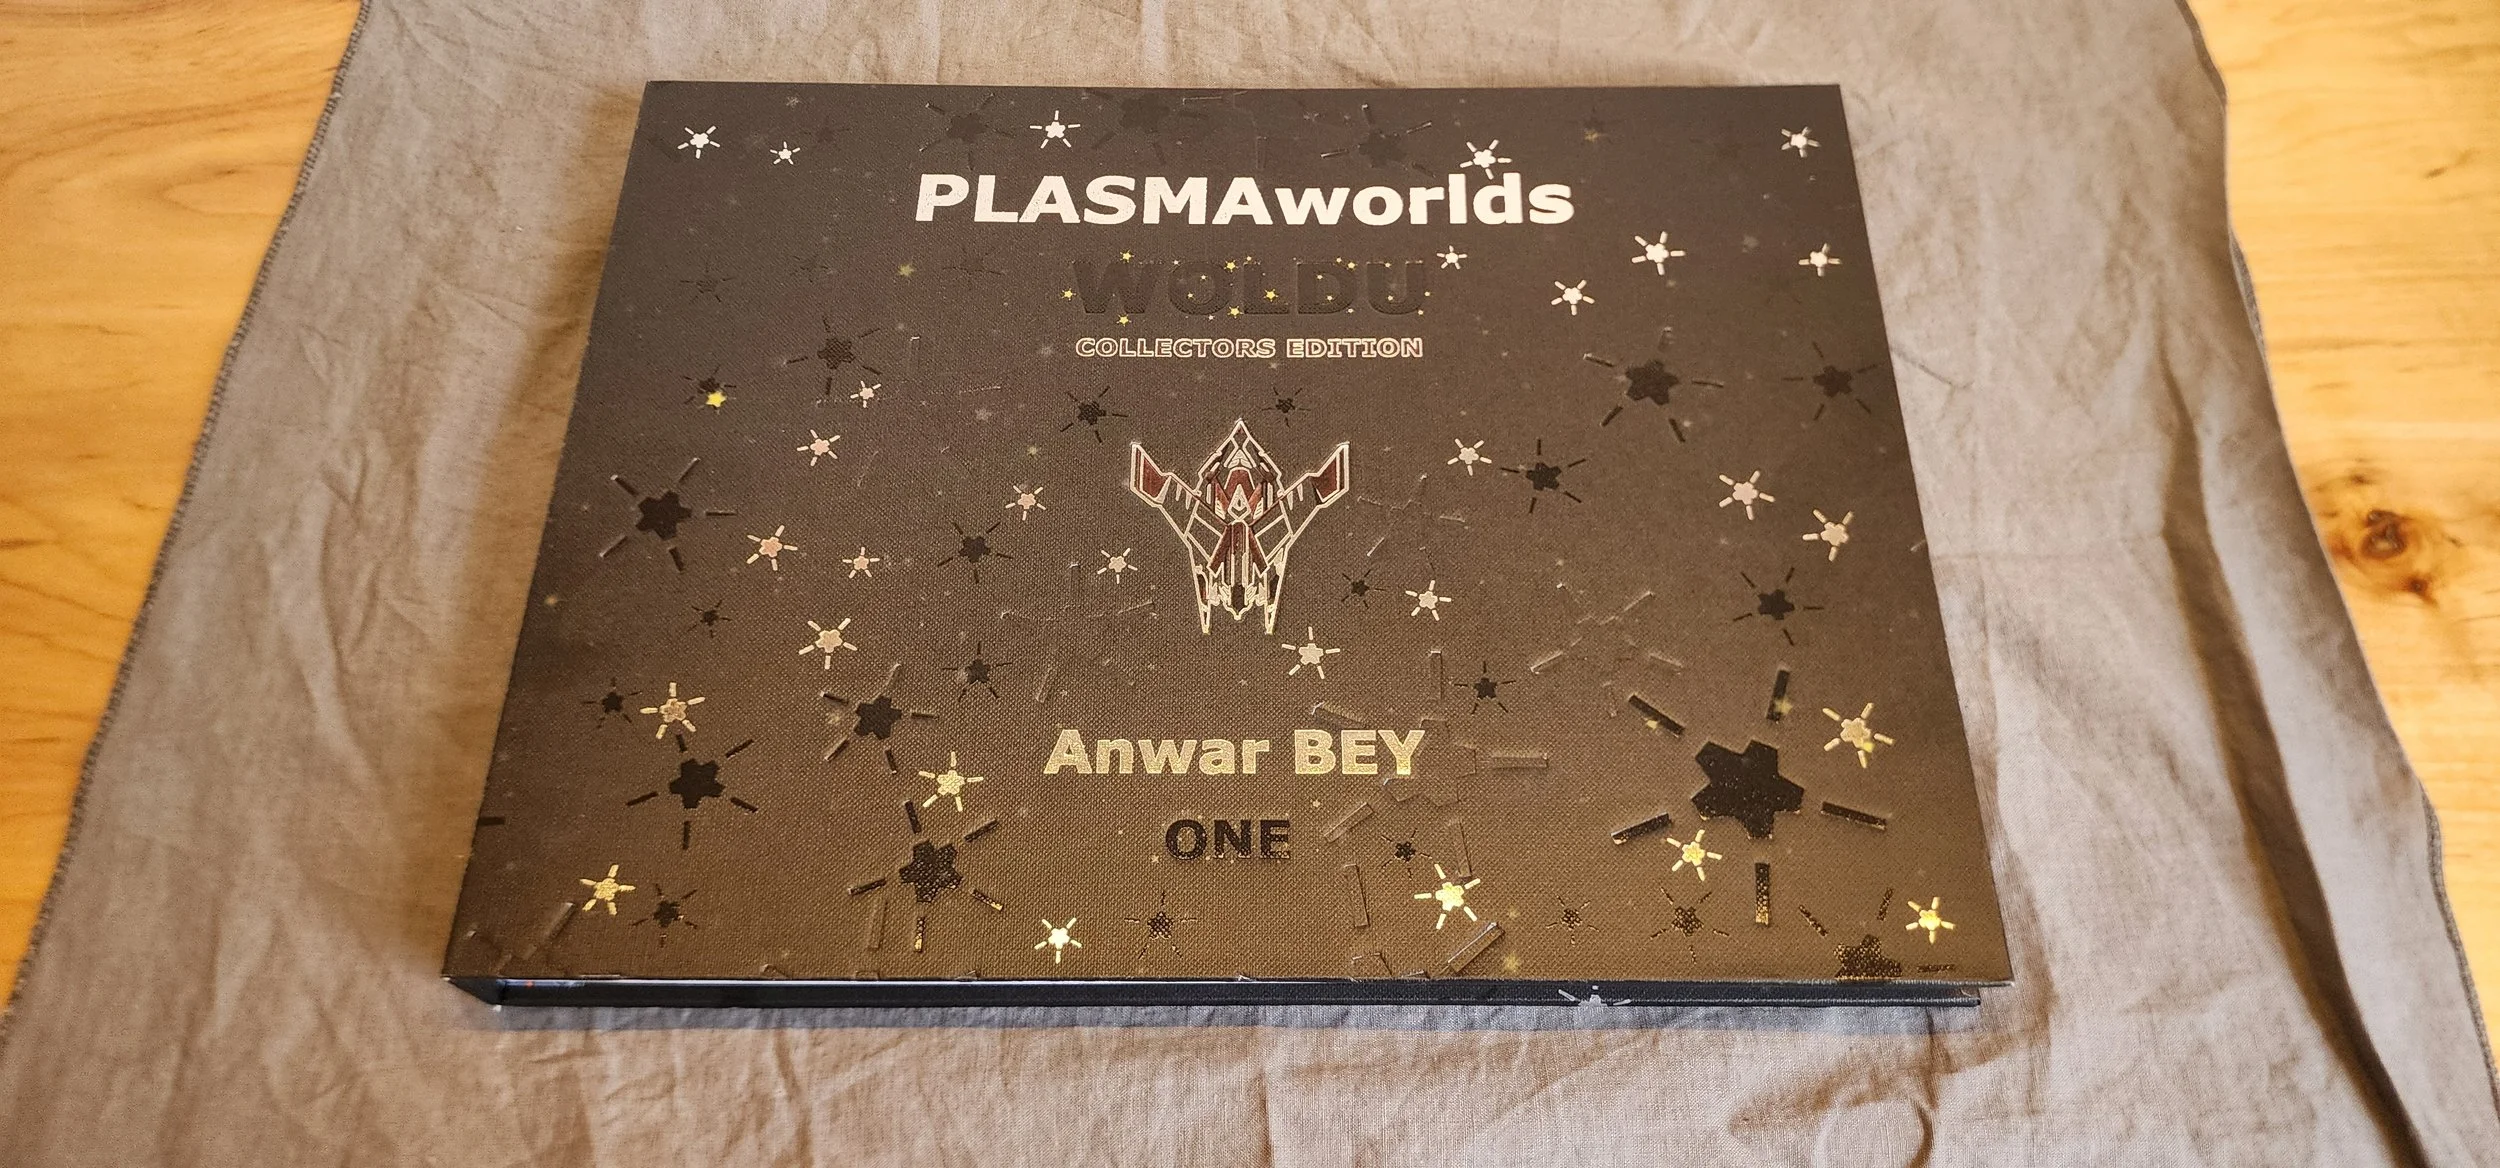 PLASMAworlds
WOLDU
COLLECTORS EDITION
Anwar BEY
ONE